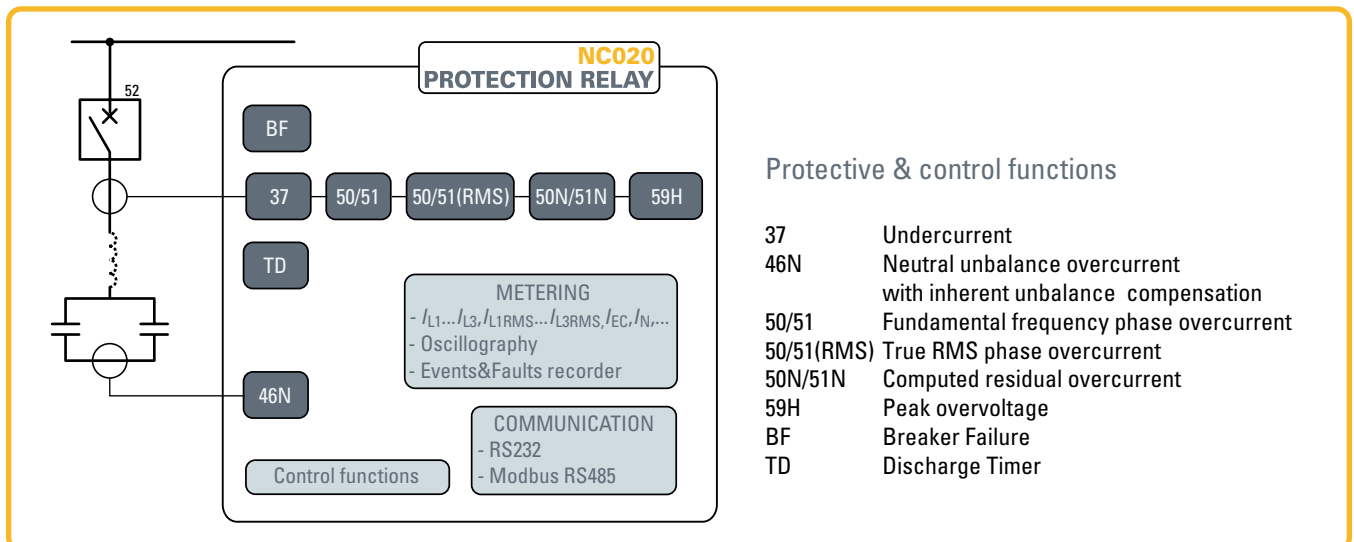 NC020
PROTECTION RELAY
52
BF
37
50/51
50/51(RMS)
50N/51N
59H
TD
METERING
- IL1...IL3, IL1RMS...IL3RMS, IEC, IN,...
- Oscillography
- Events&Faults recorder
46N
COMMUNICATION
- RS232
- Modbus RS485
Control functions
Protective & control functions
37 Undercurrent
46N Neutral unbalance overcurrent
with inherent unbalance compensation
50/51 Fundamental frequency phase overcurrent
50/51(RMS) True RMS phase overcurrent
50N/51N Computed residual overcurrent
59H Peak overvoltage
BF Breaker Failure
TD Discharge Timer